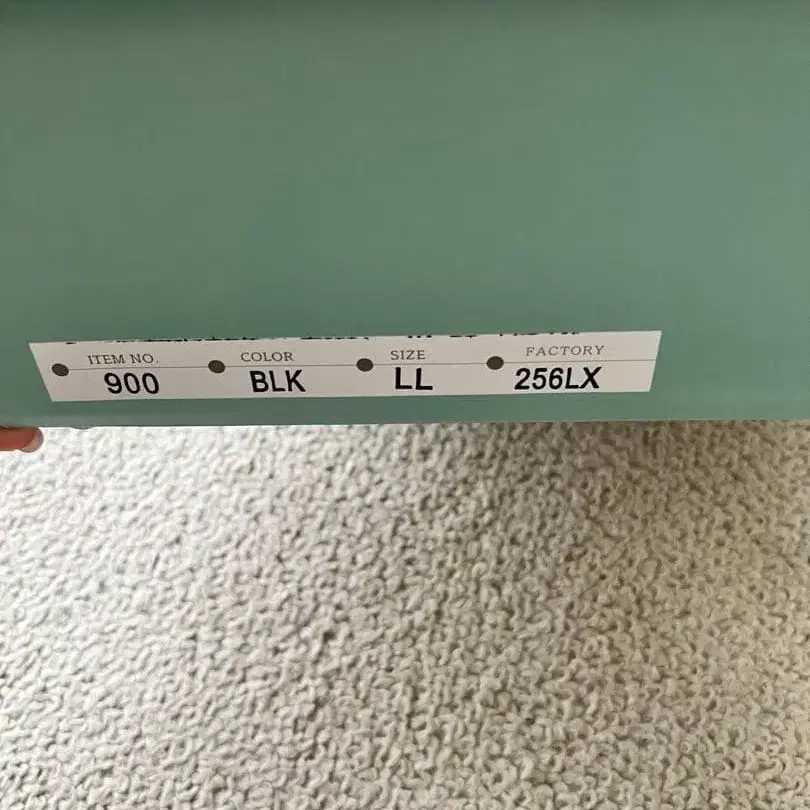 ITEM NO. COLOR SIZE FACTORY
900 BLK LL 256LX